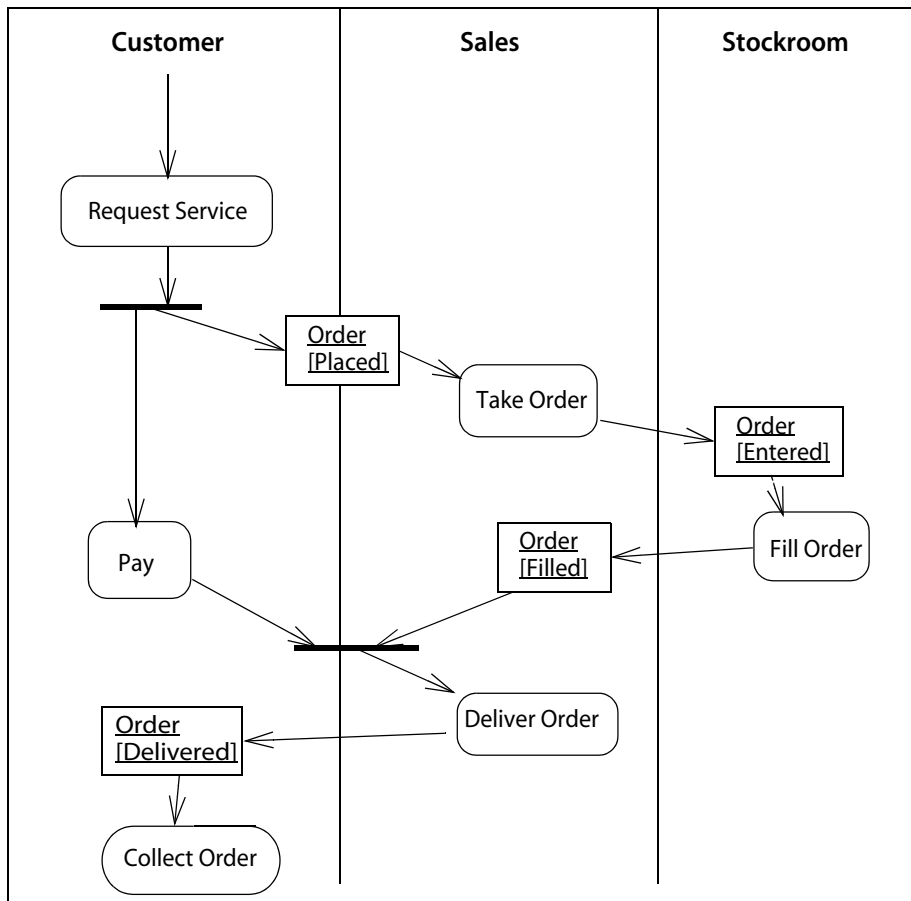 Customer
Sales
Stockroom
Request Service
Order
[Placed]
Take Order
Order
[Entered]
Pay
Order
[Filled]
Fill Order
Order
[Delivered]
Deliver Order
Collect Order